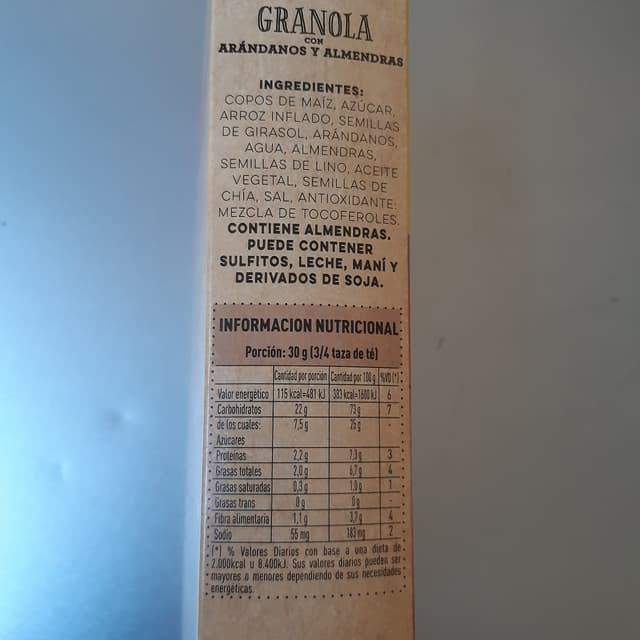 GRANOLA
CON
ARÁNDANOS Y ALMENDRAS
INGREDIENTES:
COPOS DE MAÍZ, AZÚCAR,
ARROZ INFLADO, SEMILLAS
DE GIRASOL, ARÁNDANOS,
AGUA, ALMENDRAS,
SEMILLAS DE LINO, ACEITE
VEGETAL, SEMILLAS DE
CHÍA, SAL, ANTIOXIDANTE:
MEZCLA DE TOCOFEROLES.
CONTIENE ALMENDRAS.
PUEDE CONTENER
SULFITOS, LECHE, MANÍ Y
DERIVADOS DE SOJA.
INFORMACION NUTRICIONAL
Porción: 30 g (3/4 taza de té)
Cantidad por porción Cantidad por 100 g %VD (*)
Valor energético 115 kcal=481 kJ 383 kcal=1600 kJ 6
Carbohidratos 22 g 73 g 7
de los cuales: 7,5 g 25 g -
Azúcares
Proteínas 2,2 g 7,3 g 3
Grasas totales 2,0 g 6,7 g 4
Grasas saturadas 0,3 g 1,0 g 1
Grasas trans 0 g 0 g -
Fibra alimentaria 1,1 g 3,7 g 4
Sodio 55 mg 183 mg 2
(*) % Valores Diarios con base a una dieta de
2.000kcal u 8.400kJ. Sus valores diarios pueden ser
mayores o menores dependiendo de sus necesidades
energéticas.